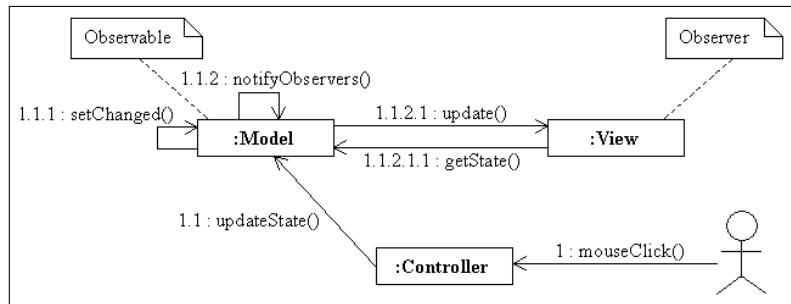 Observable
Observer
1.1.2 : notifyObservers()
1.1.1 : setChanged()
1.1.2.1 : update()
:Model
:View
1.1.2.1.1 : getState()
1.1 : updateState()
:Controller
1 : mouseClick()